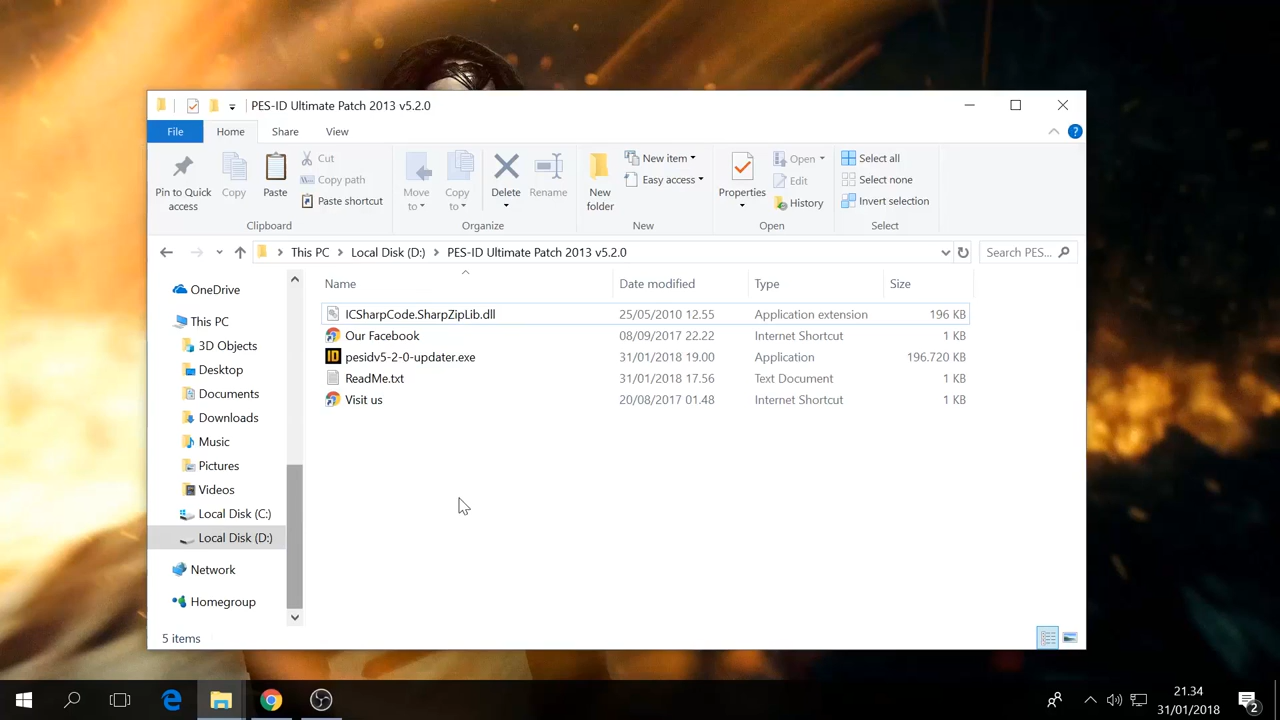 PES-ID Ultimate Patch 2013 v5.2.0
File Home Share View
Pin to Quick access
Copy
Paste
Cut
Copy path
Paste shortcut
Clipboard
Move to
Copy to
Delete
Rename
Organize
New folder
New item
Easy access
New
Properties
Open
Edit
History
Open
Select all
Select none
Invert selection
Select
This PC Local Disk (D:) PES-ID Ultimate Patch 2013 v5.2.0
Search PES...
OneDrive
This PC
3D Objects
Desktop
Documents
Downloads
Music
Pictures
Videos
Local Disk (C:)
Local Disk (D:)
Network
Homegroup
Name Date modified Type Size
ICSharpCode.SharpZipLib.dll 25/05/2010 12.55 Application extension 196 KB
Our Facebook 08/09/2017 22.22 Internet Shortcut 1 KB
ID pesidv5-2-0-updater.exe 31/01/2018 19.00 Application 196.720 KB
ReadMe.txt 31/01/2018 17.56 Text Document 1 KB
Visit us 20/08/2017 01.48 Internet Shortcut 1 KB
5 items
21.34
31/01/2018
2